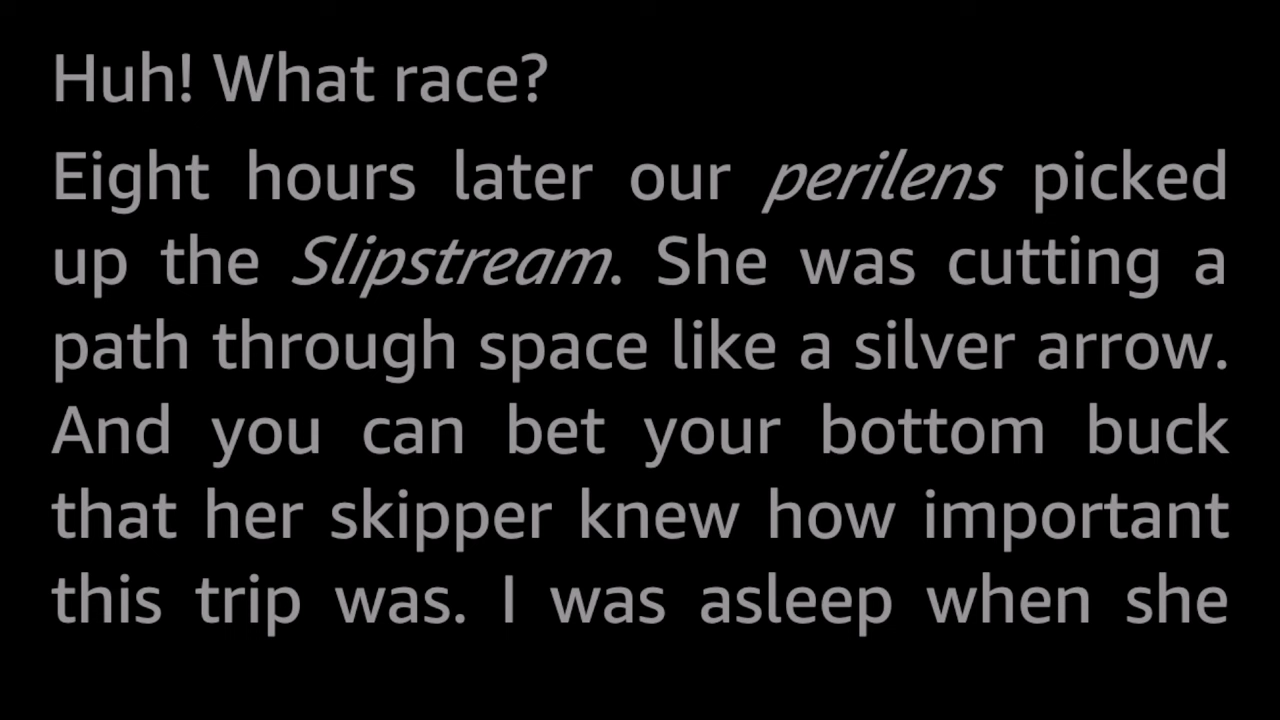 Huh! What race?
Eight hours later our perilens picked
up the Slipstream. She was cutting a
path through space like a silver arrow.
And you can bet your bottom buck
that her skipper knew how important
this trip was. I was asleep when she